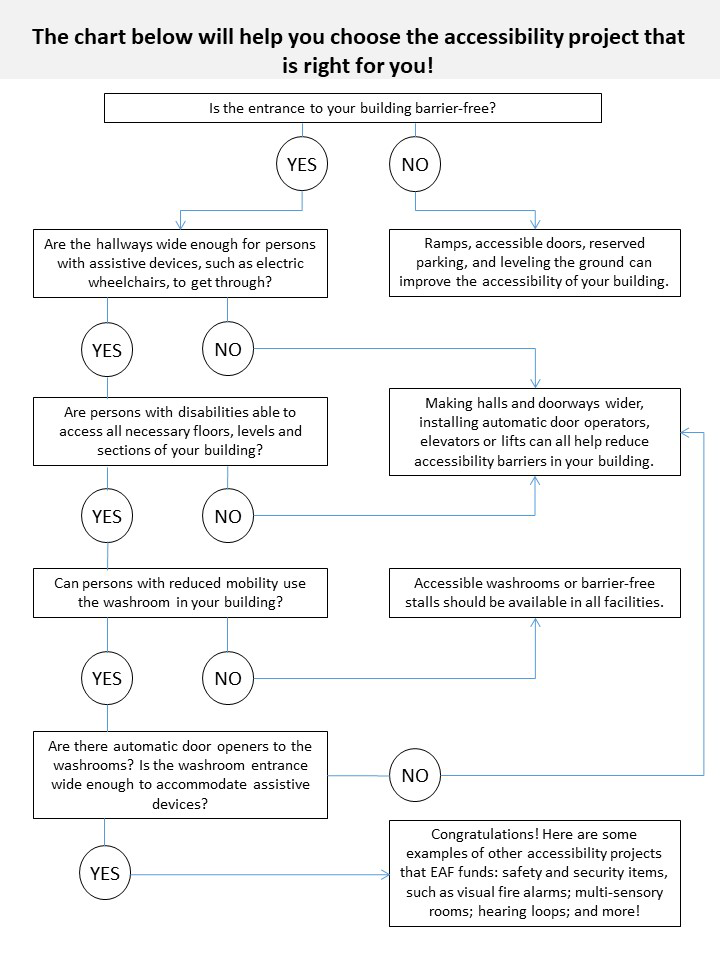 The chart below will help you choose the accessibility project that
is right for you!
Is the entrance to your building barrier-free?
YES
NO
Are the hallways wide enough for persons
with assistive devices, such as electric
wheelchairs, to get through?
Ramps, accessible doors, reserved
parking, and leveling the ground can
improve the accessibility of your building.
YES
NO
Are persons with disabilities able to
access all necessary floors, levels and
sections of your building?
Making halls and doorways wider,
installing automatic door operators,
elevators or lifts can all help reduce
accessibility barriers in your building.
YES
NO
Can persons with reduced mobility use
the washroom in your building?
Accessible washrooms or barrier-free
stalls should be available in all facilities.
YES
NO
Are there automatic door openers to the
washrooms? Is the washroom entrance
wide enough to accommodate assistive
devices?
NO
YES
Congratulations! Here are some
examples of other accessibility projects
that EAF funds: safety and security items,
such as visual fire alarms; multi-sensory
rooms; hearing loops; and more!